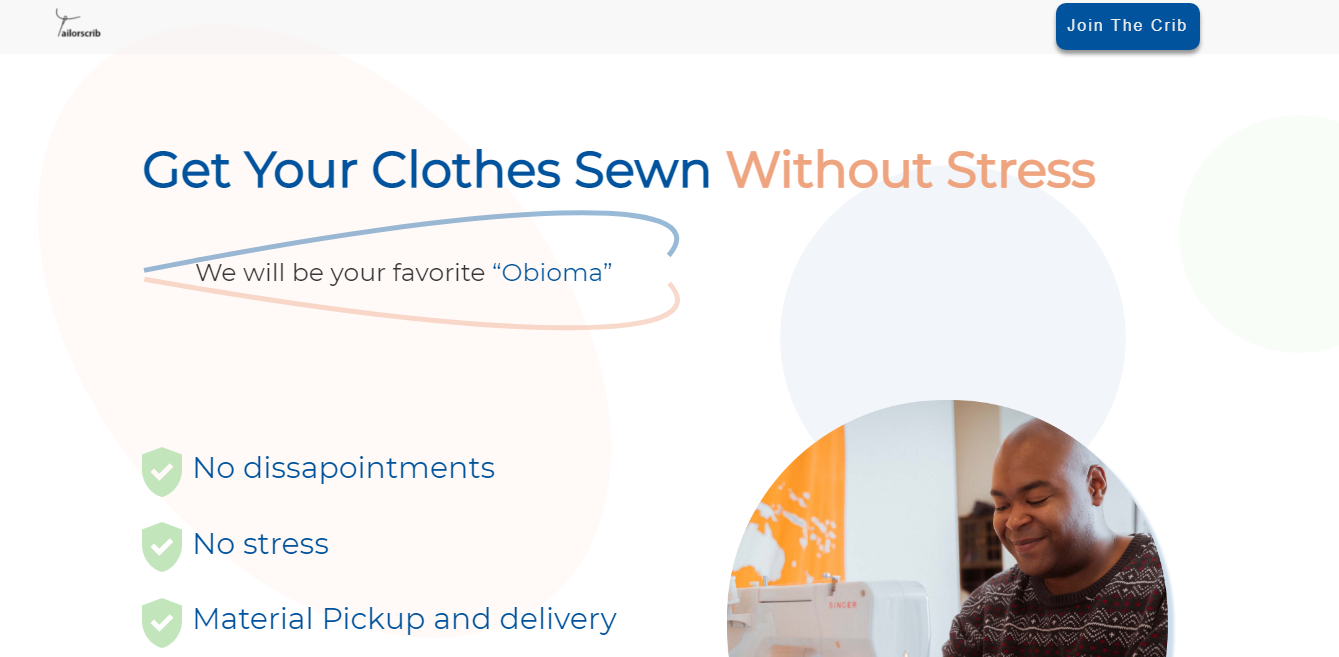 Tailorscrib
Join The Crib
Get Your Clothes Sewn Without Stress
We will be your favorite “Obioma”
No dissapointments
No stress
Material Pickup and delivery
SINGER